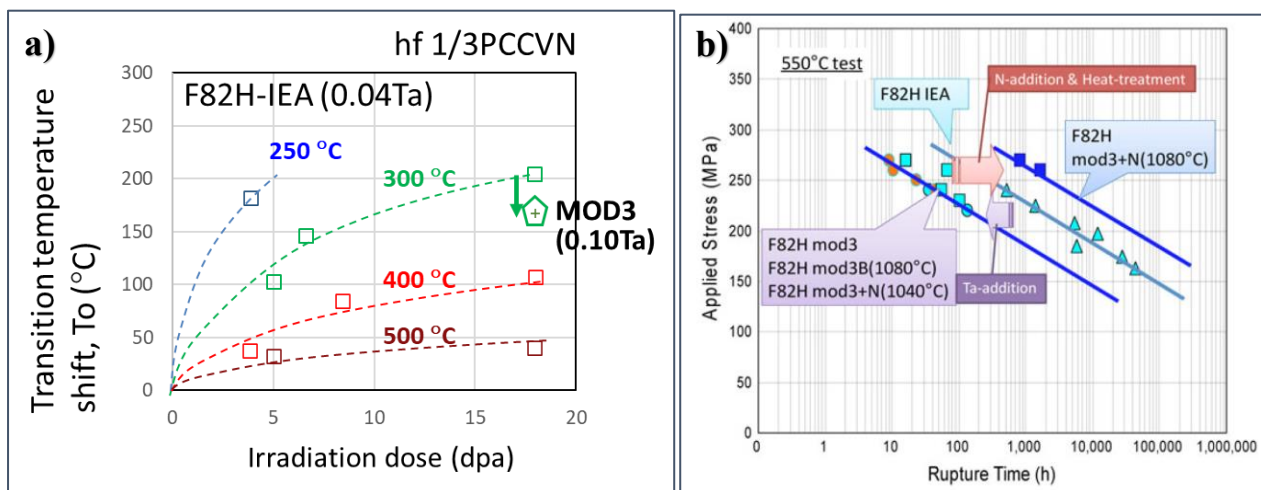 a)
hf 1/3PCCVN
F82H-IEA (0.04Ta)
250 °C
300 °C
MOD3
(0.10Ta)
400 °C
500 °C
300
250
200
150
100
50
0
0 5 10 15 20
Transition temperature
shift, To (°C)
Irradiation dose (dpa)
b)
550°C test
F82H IEA
N-addition & Heat-treatment
F82H
mod3+N(1080°C)
F82H mod3
F82H mod3B(1080°C)
F82H mod3+N(1040°C)
Ta-addition
400
350
300
250
200
150
100
50
0
0 1 10 100 1,000 10,000 100,000 1,000,000
Applied Stress (MPa)
Rupture Time (h)